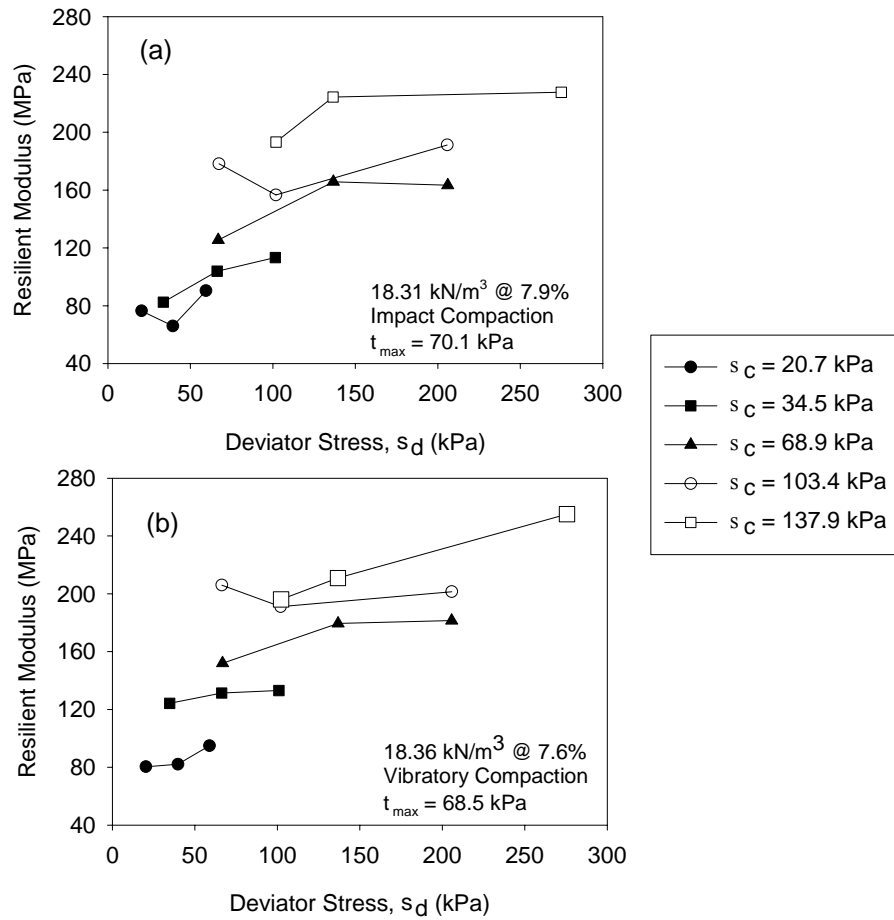 280
240
200
160
120
80
40
Resilient Modulus (MPa)
(a)
18.31 kN/m3 @ 7.9%
Impact Compaction
tmax = 70.1 kPa
0 50 100 150 200 250 300
Deviator Stress, sd (kPa)
sc = 20.7 kPa
sc = 34.5 kPa
sc = 68.9 kPa
sc = 103.4 kPa
sc = 137.9 kPa
280
240
200
160
120
80
40
Resilient Modulus (MPa)
(b)
18.36 kN/m3 @ 7.6%
Vibratory Compaction
tmax = 68.5 kPa
0 50 100 150 200 250 300
Deviator Stress, sd (kPa)